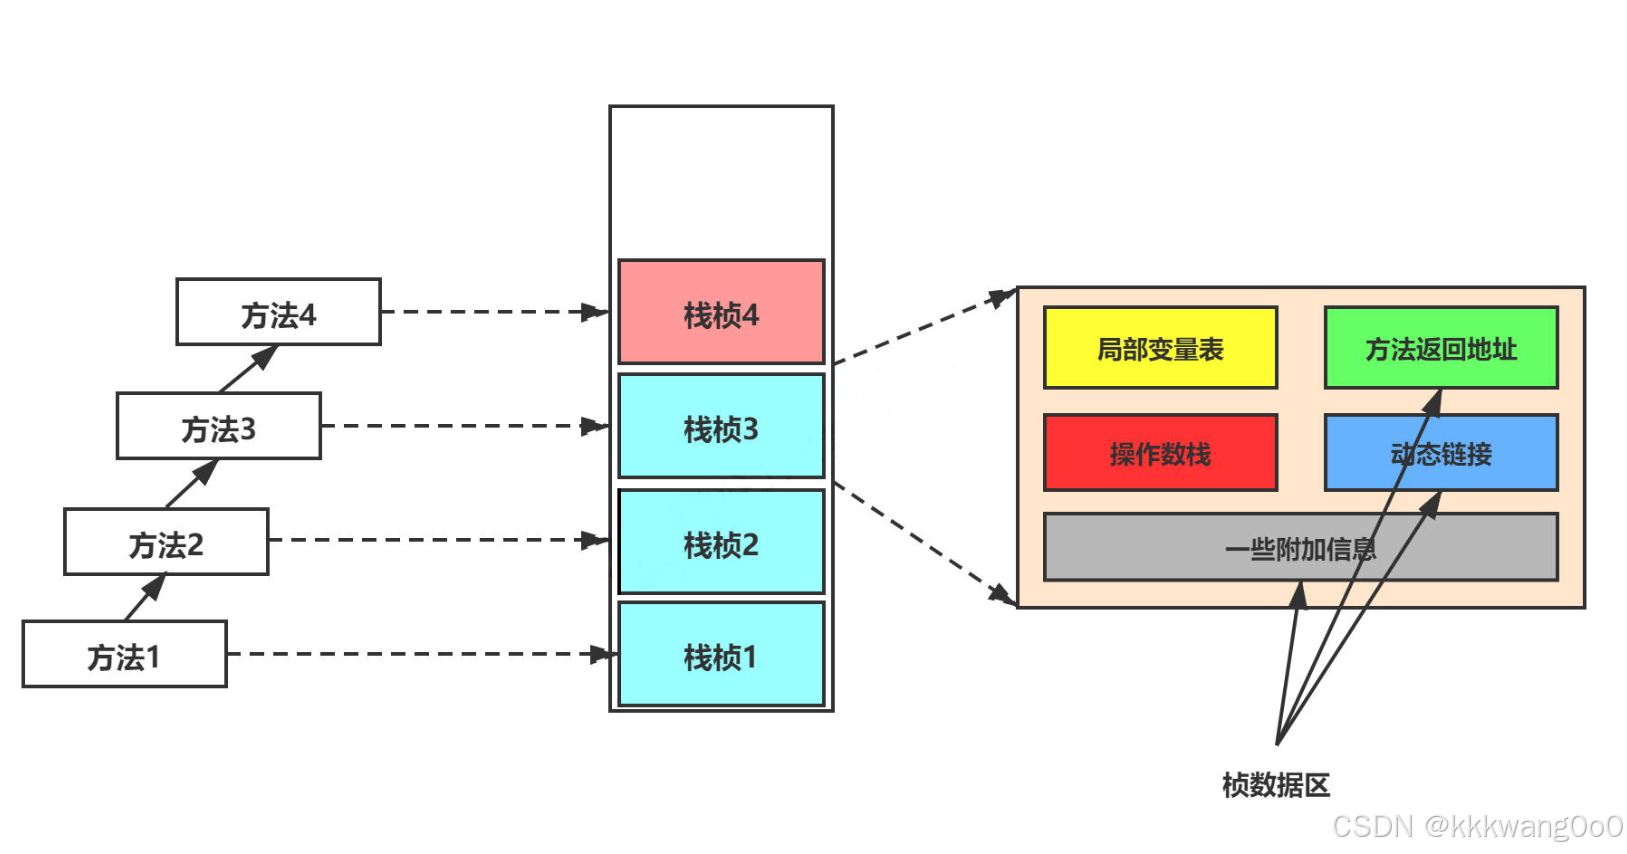 方法4
方法3
方法2
方法1
栈桢4
栈桢3
栈桢2
栈桢1
局部变量表
方法返回地址
操作数栈
动态链接
一些附加信息
桢数据区
CSDN @kkkwang0o0